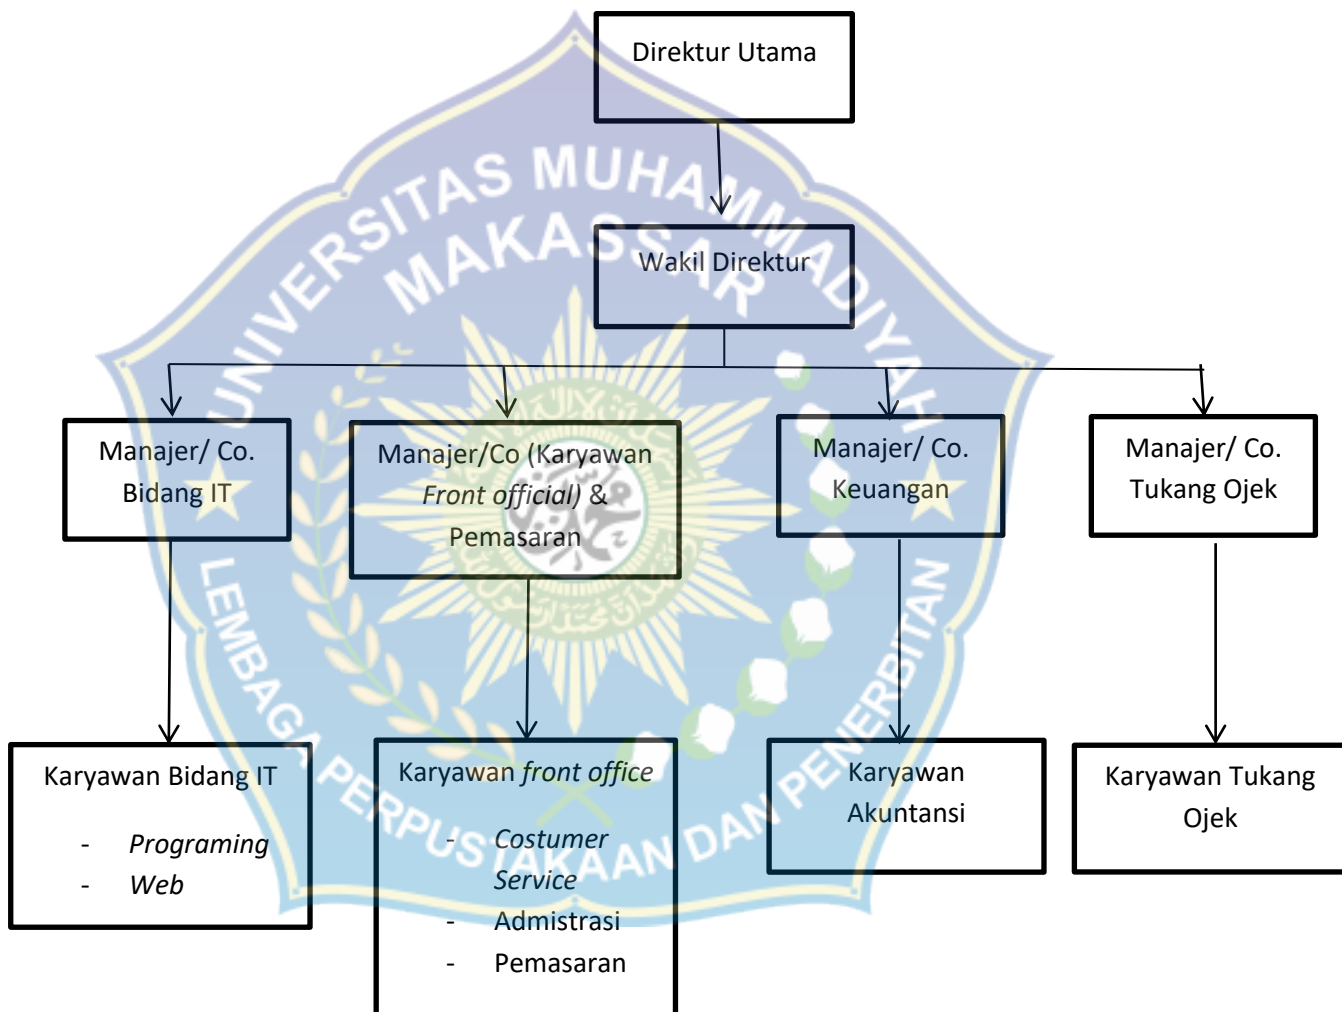 Direktur Utama
Wakil Direktur
Manajer/ Co.
Bidang IT
Manajer/Co (Karyawan
Front official) &
Pemasaran
Manajer/ Co.
Keuangan
Manajer/ Co.
Tukang Ojek
Karyawan Bidang IT
- Programing
- Web
Karyawan front office
- Costumer
Service
- Admistrasi
- Pemasaran
Karyawan
Akuntansi
Karyawan Tukang
Ojek
UNIVERSITAS MUHAMMADIYAH
MAKASSAR
LEMBAGA PERPUSTAKAAN DAN PENERBITAN